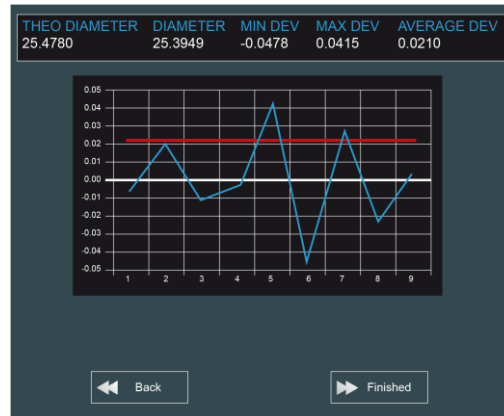 THEO DIAMETER DIAMETER MIN DEV MAX DEV AVERAGE DEV
25.4780 25.3949 -0.0478 0.0415 0.0210
0.05
0.04
0.03
0.02
0.01
0.00
-0.01
-0.02
-0.03
-0.04
-0.05
1 2 3 4 5 6 7 8 9
Back Finished